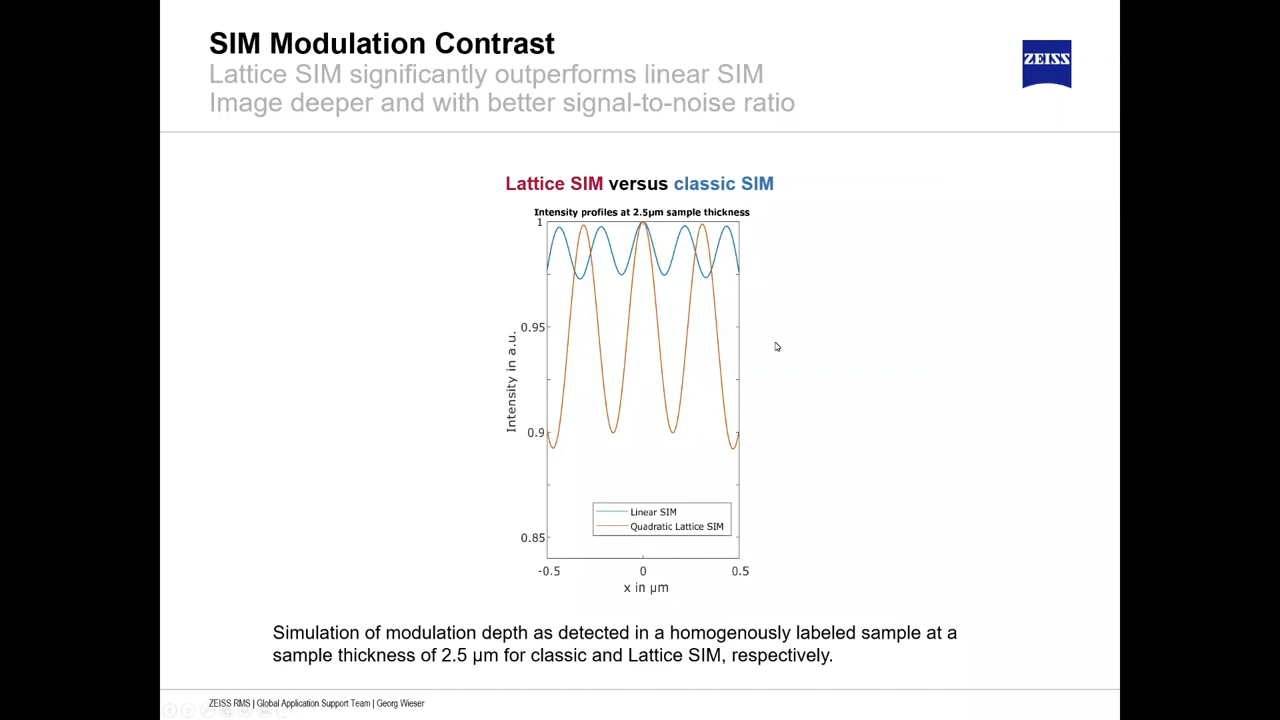 SIM Modulation Contrast
Lattice SIM significantly outperforms linear SIM
Image deeper and with better signal-to-noise ratio
ZEISS
Lattice SIM versus classic SIM
Intensity profiles at 2.5µm sample thickness
1
0.95
0.9
0.85
Intensity in a.u.
Linear SIM
Quadratic Lattice SIM
-0.5 0 0.5
x in µm
Simulation of modulation depth as detected in a homogenously labeled sample at a
sample thickness of 2.5 µm for classic and Lattice SIM, respectively.
ZEISS RMS | Global Application Support Team | Georg Wieser